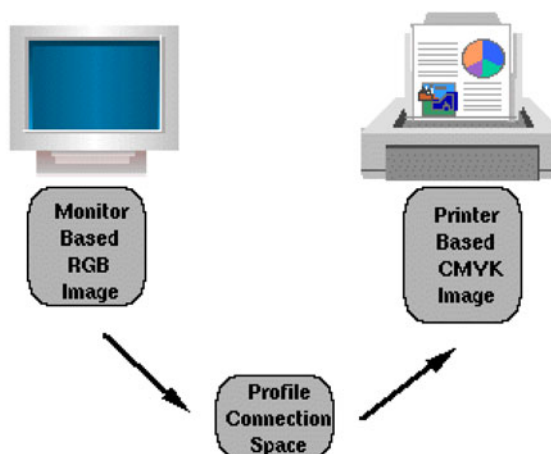 Monitor
Based
RGB
Image
Printer
Based
CMYK
Image
Profile
Connection
Space